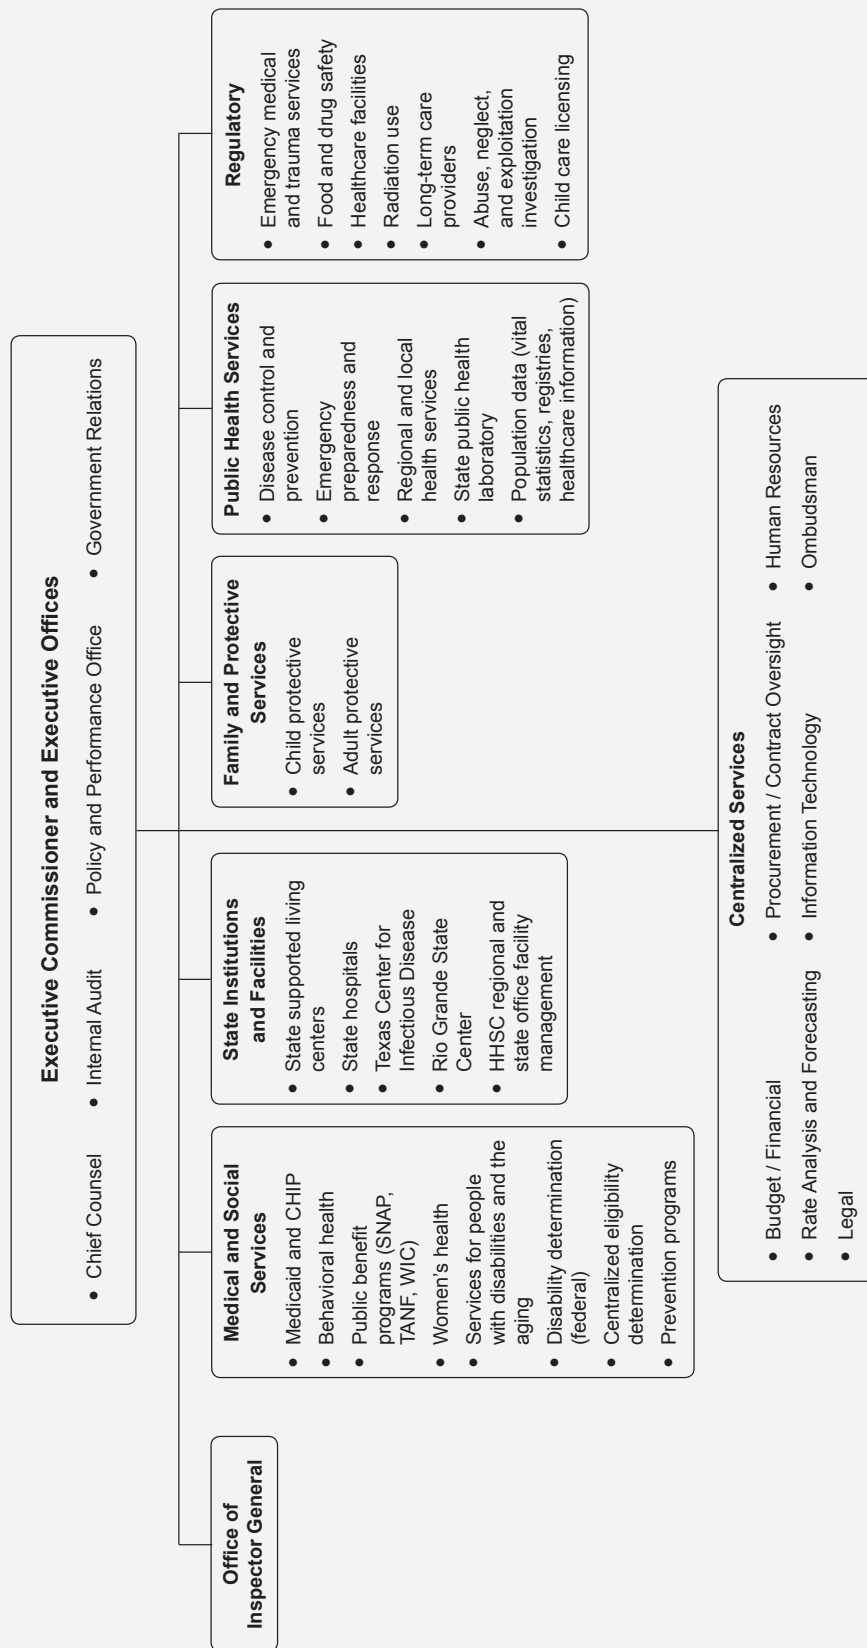 Executive Commissioner and Executive Offices
• Chief Counsel
• Internal Audit
• Policy and Performance Office
• Government Relations
Office of
Inspector General
Medical and Social
Services
• Medicaid and CHIP
• Behavioral health
• Public benefit
programs (SNAP,
TANF, WIC)
• Women's health
• Services for people
with disabilities and the
aging
• Disability determination
(federal)
• Centralized eligibility
determination
• Prevention programs
State Institutions
and Facilities
• State supported living
centers
• State hospitals
• Texas Center for
Infectious Disease
• Rio Grande State
Center
• HHSC regional and
state office facility
management
Family and Protective
Services
• Child protective
services
• Adult protective
services
Public Health Services
• Disease control and
prevention
• Emergency
preparedness and
response
• Regional and local
health services
• State public health
laboratory
• Population data (vital
statistics, registries,
healthcare information)
Regulatory
• Emergency medical
and trauma services
• Food and drug safety
• Healthcare facilities
• Radiation use
• Long-term care
providers
• Abuse, neglect,
and exploitation
investigation
• Child care licensing
Centralized Services
• Budget / Financial
• Rate Analysis and Forecasting
• Legal
• Procurement / Contract Oversight
• Information Technology
• Human Resources
• Ombudsman